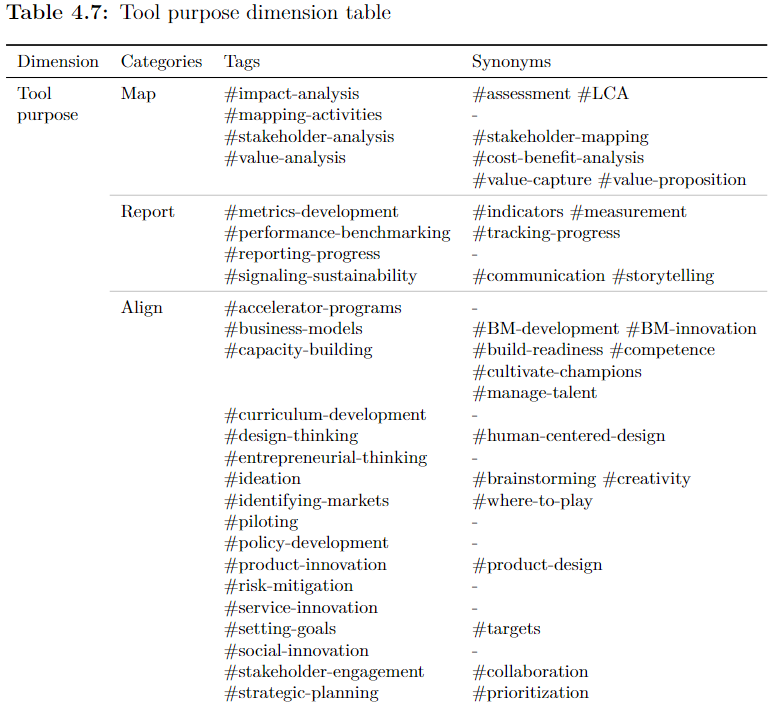 Table 4.7: Tool purpose dimension table
Dimension Categories Tags Synonyms
Tool Map #impact-analysis #assessment #LCA
purpose #mapping-activities -
#stakeholder-analysis #stakeholder-mapping
#value-analysis #cost-benefit-analysis
#value-capture #value-proposition
Report #metrics-development #indicators #measurement
#performance-benchmarking #tracking-progress
#reporting-progress -
#signaling-sustainability #communication #storytelling
Align #accelerator-programs -
#business-models #BM-development #BM-innovation
#capacity-building #build-readiness #competence
#cultivate-champions
#manage-talent
#curriculum-development -
#design-thinking #human-centered-design
#entrepreneurial-thinking -
#ideation #brainstorming #creativity
#identifying-markets #where-to-play
#piloting -
#policy-development -
#product-innovation #product-design
#risk-mitigation -
#service-innovation -
#setting-goals #targets
#social-innovation -
#stakeholder-engagement #collaboration
#strategic-planning #prioritization